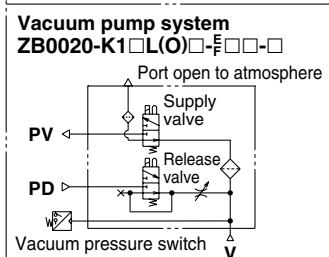 Vacuum pump system
ZB0020-K1□L(O)□-E/F□□-□
Port open to atmosphere
Supply
valve
PV
Release
valve
PD
Vacuum pressure switch
V